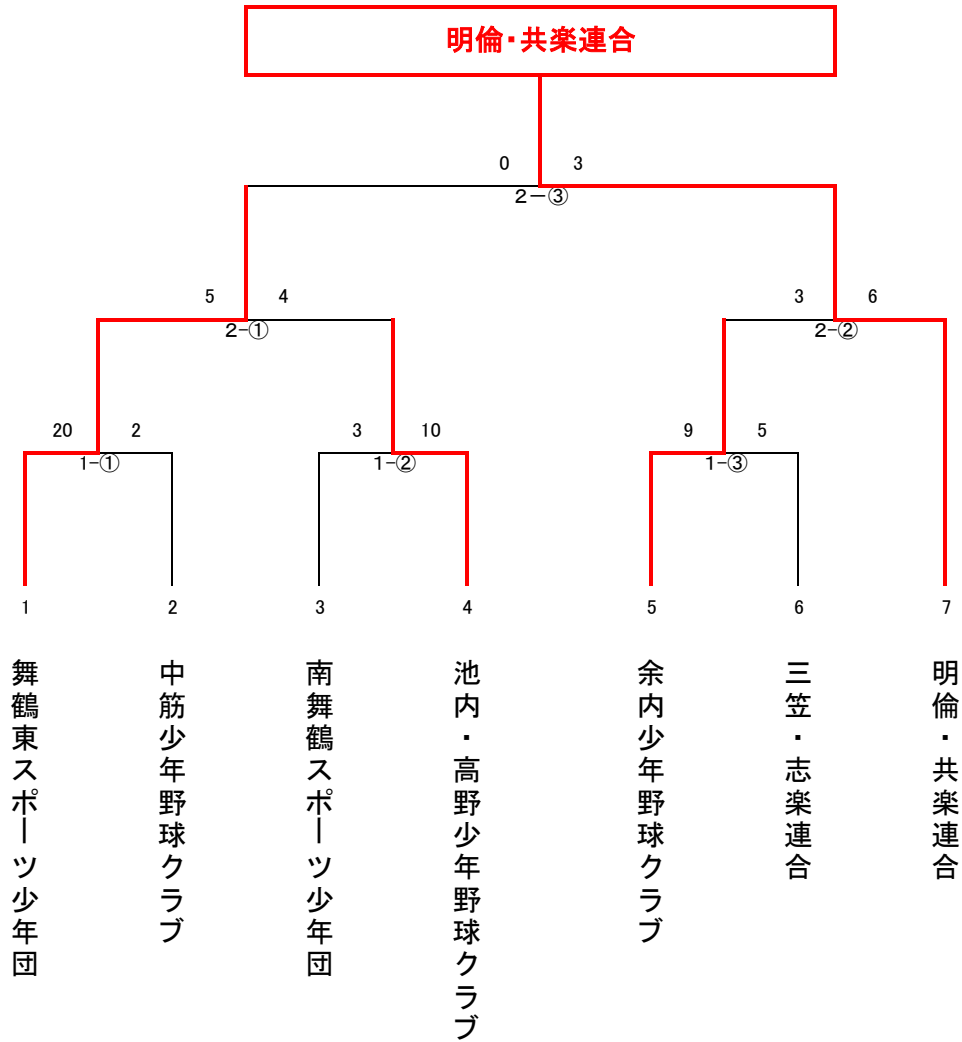 明倫・共楽連合
0 3
2－③
5 4 3 6
2-① 2-②
20 2 3 10 9 5
1-① 1-② 1-③
1 2 3 4 5 6 7
舞鶴東スポーツ少年団
中筋少年野球クラブ
南舞鶴スポーツ少年団
池内・高野少年野球クラブ
余内少年野球クラブ
三笠・志楽連合
明倫・共楽連合